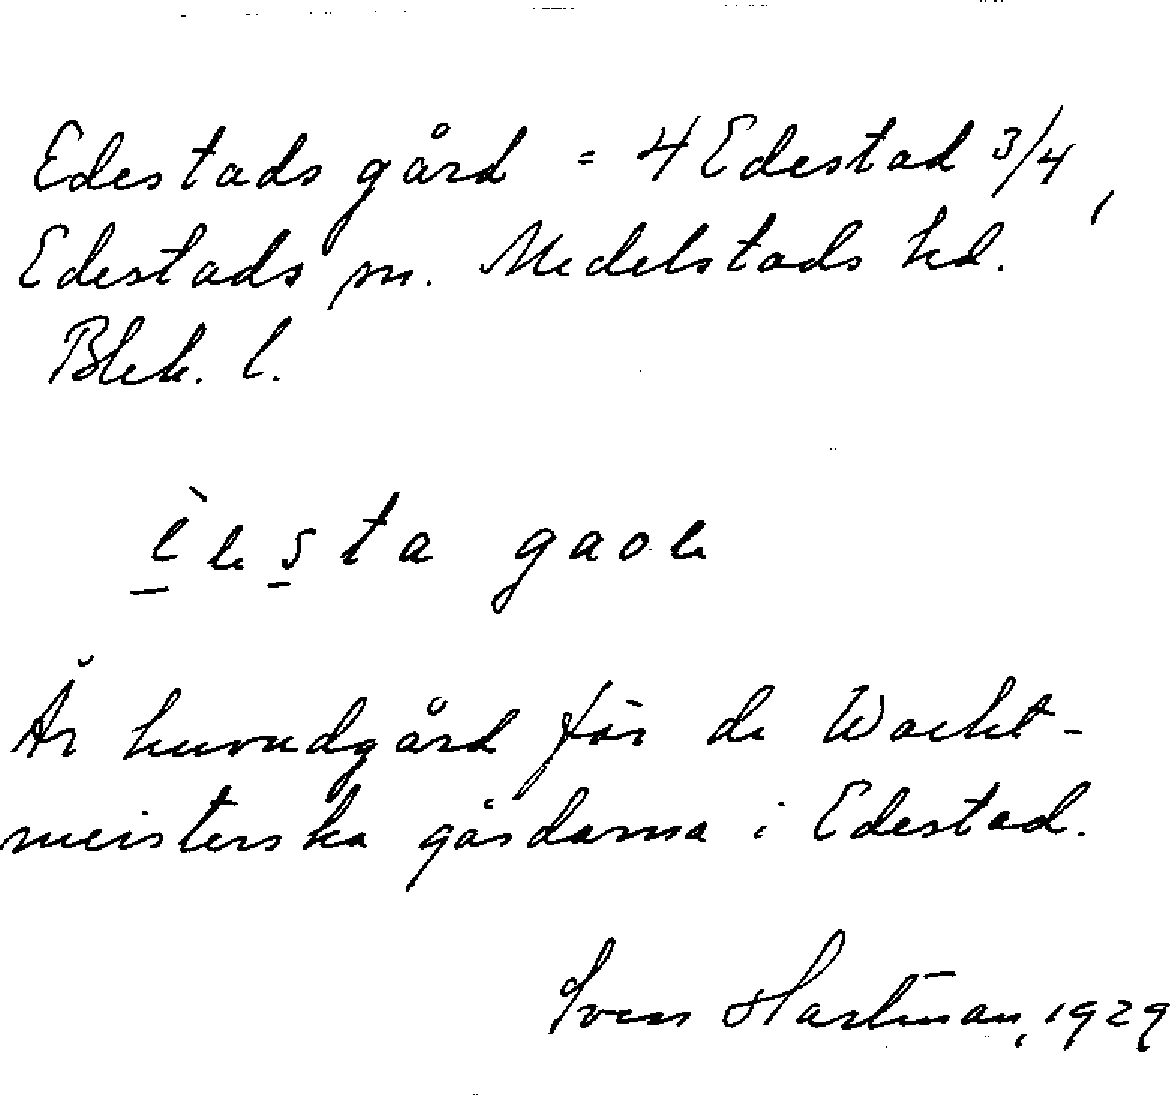 Edestads gård = 4 Edestad 3/4,
Edestads sn. Medelstads hd.
Blek. l.
gaol
Är huvudgård för de Wacht-
meisterska gårdarna i Edestad.
Sven Hartman, 1929